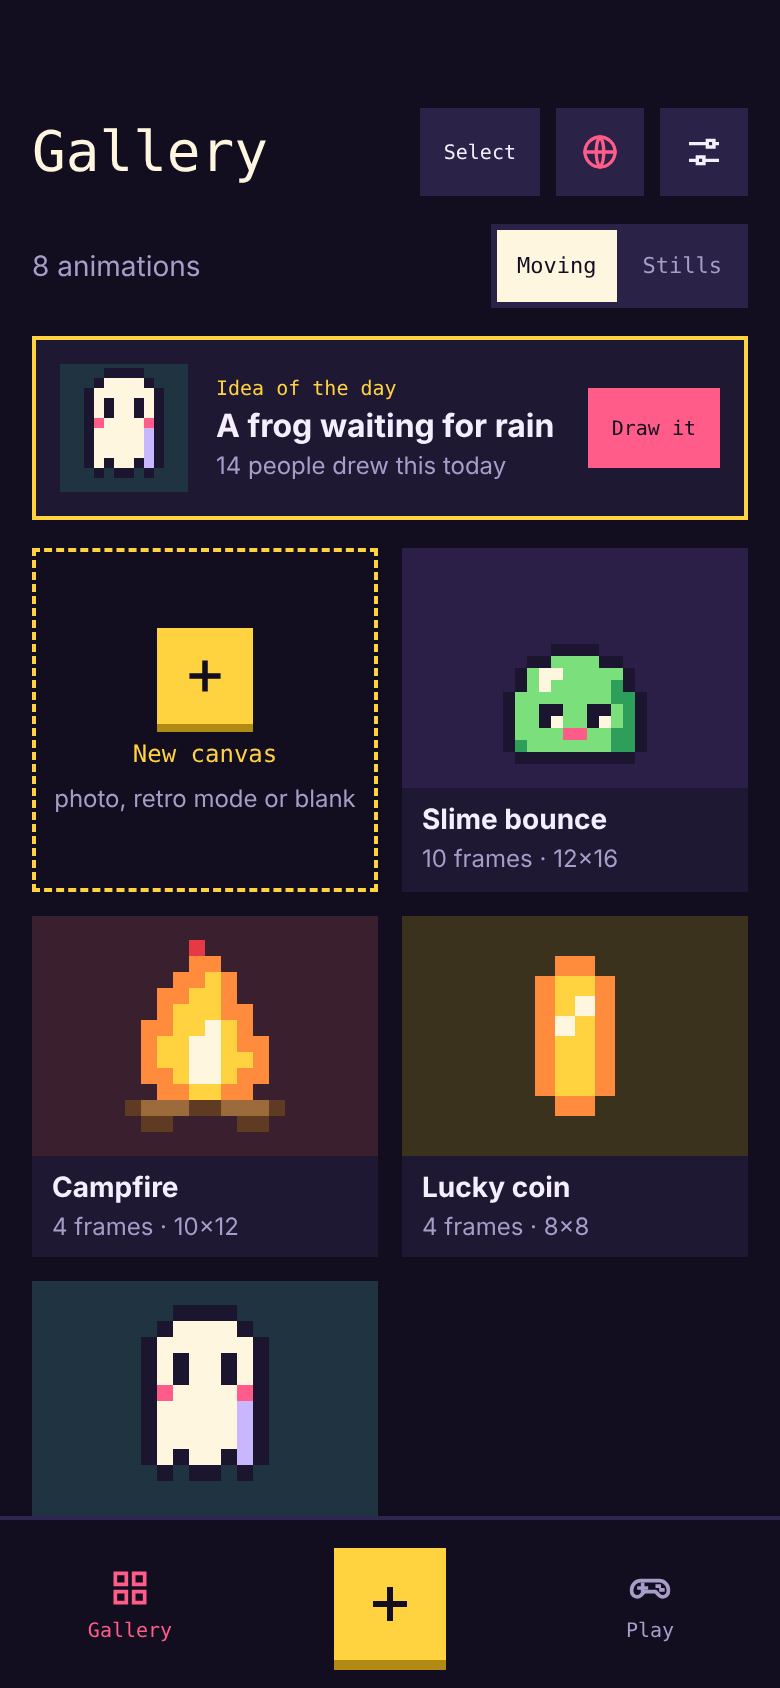 Gallery
Select
8 animations
Moving
Stills
Idea of the day
A frog waiting for rain
14 people drew this today
Draw it
New canvas
photo, retro mode or blank
Slime bounce
10 frames · 12×16
Campfire
4 frames · 10×12
Lucky coin
4 frames · 8×8
Gallery
Play